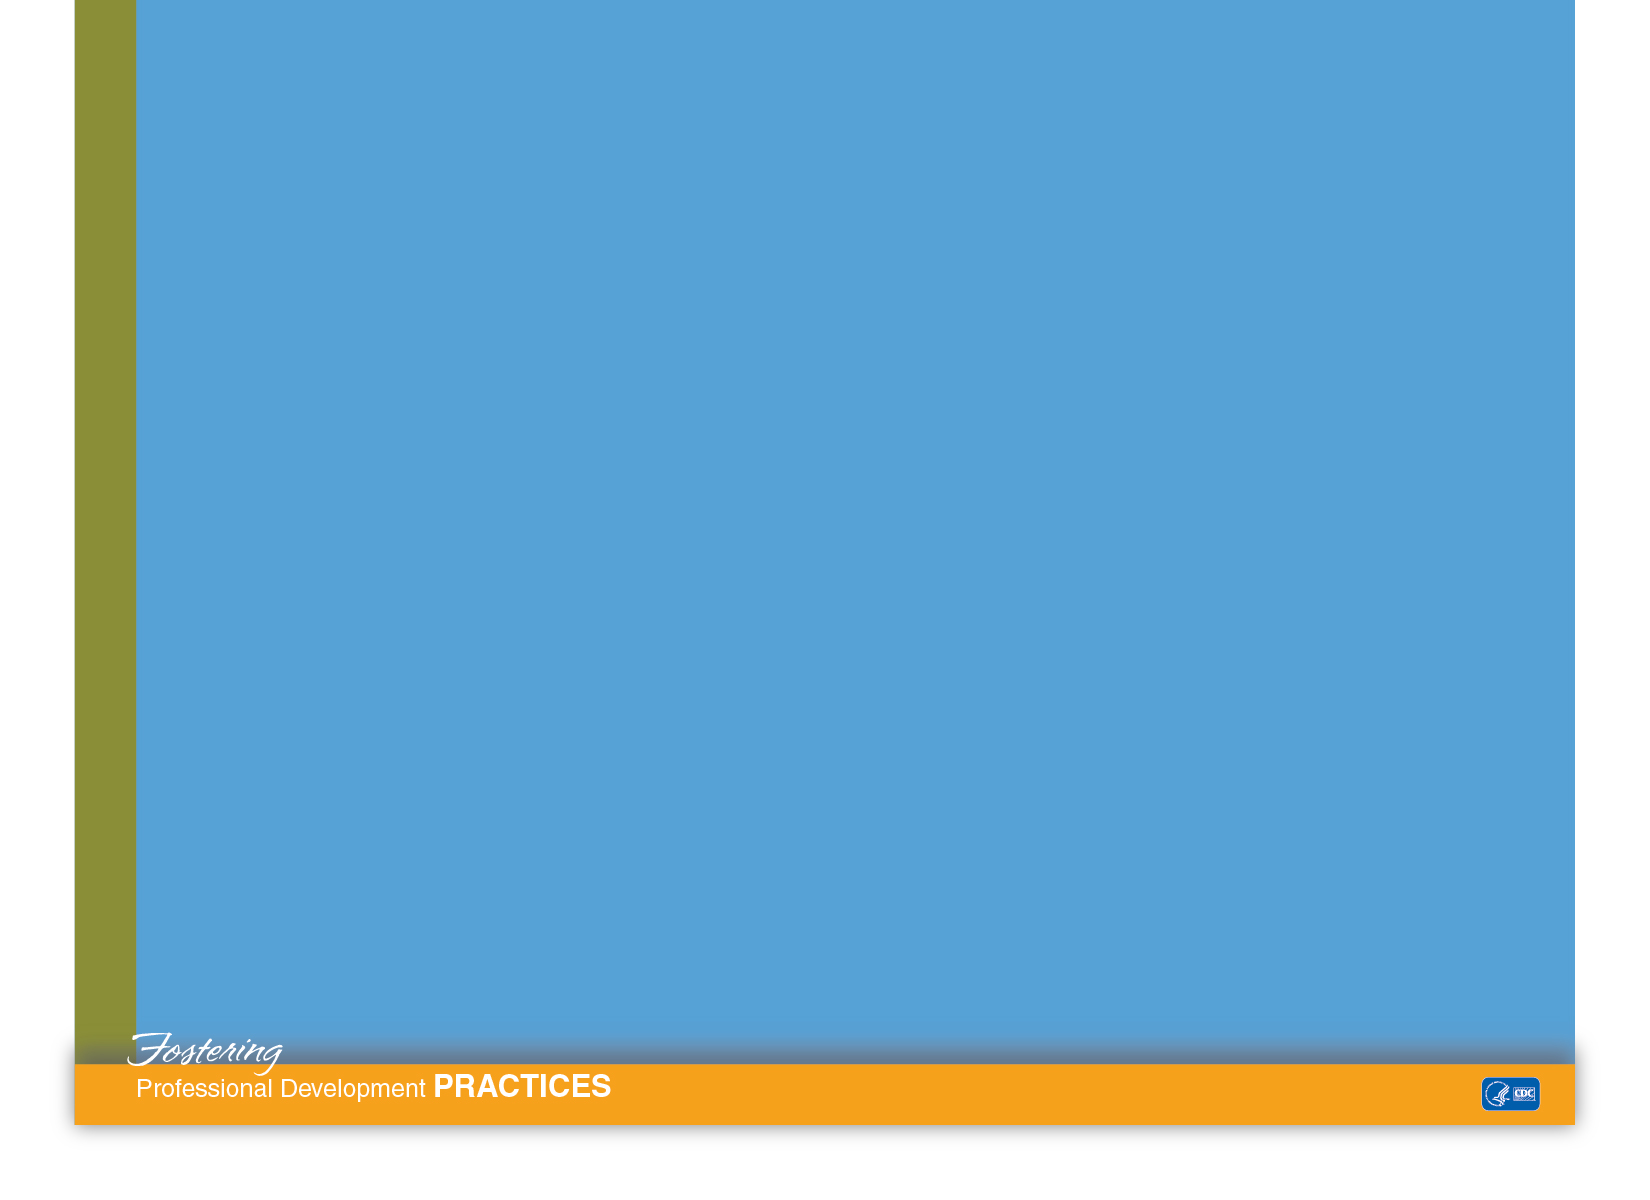 Fostering
Professional Development PRACTICES
CDC